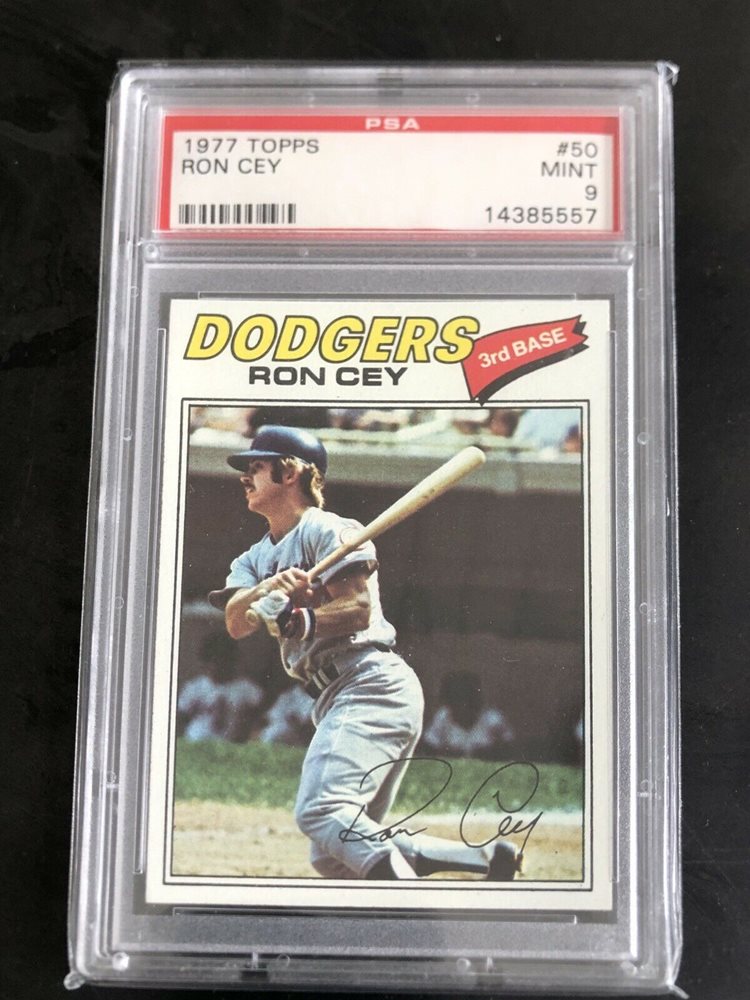 PSA
1977 TOPPS #50
RON CEY MINT
9
14385557
DODGERS
3rd BASE
RON CEY
Ron Cey